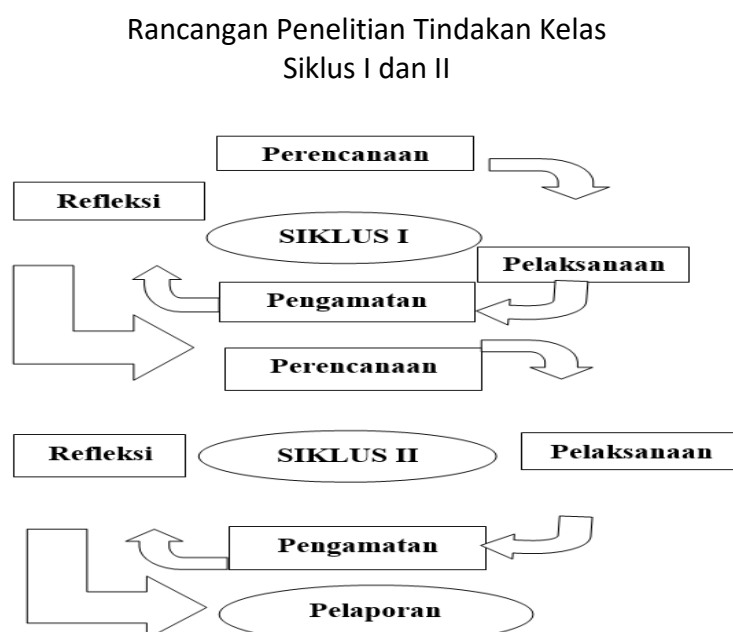 Rancangan Penelitian Tindakan Kelas
Siklus I dan II
Perencanaan
Refleksi
SIKLUS I
Pelaksanaan
Pengamatan
Perencanaan
Refleksi
SIKLUS II
Pelaksanaan
Pengamatan
Pelaporan